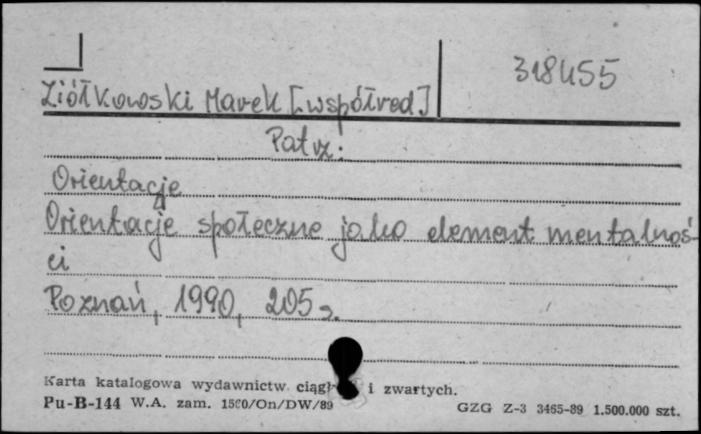 318455
Ziółkowski Marek [współred]
Patrz:
Orientacje
Orientacje społeczne jako element mentalnoś-
ci
Poznań, 1990, 205 s.
Karta katalogowa wydawnictw ciągł i zwartych.
Pu-B-144 W.A. zam. 1500/On/DW/89 GZG Z-3 3465-89 1.500.000 szt.